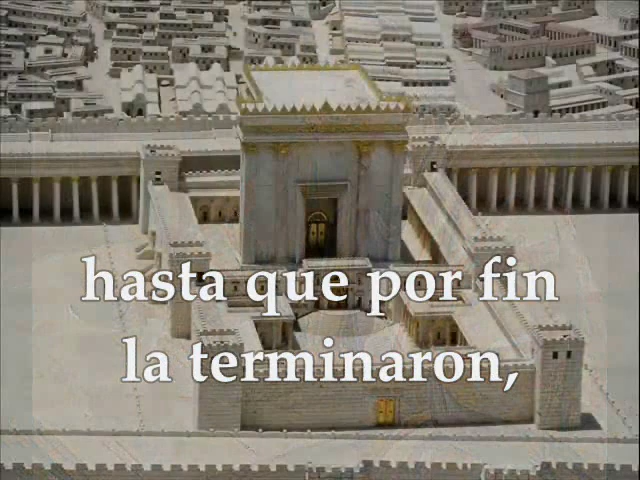 hasta que por fin
la terminaron,